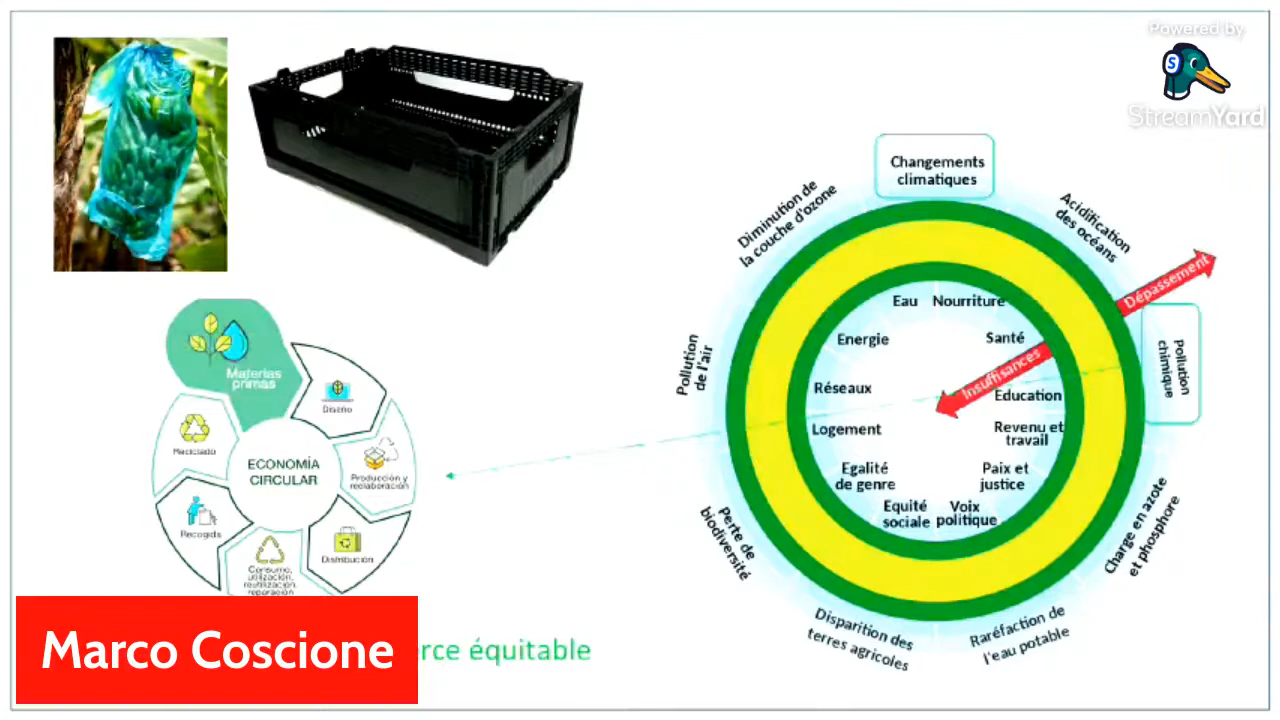 Powered by
StreamYard
Changements
climatiques
Diminution de
la couche d'ozone
Acidification
des océans
Dépassement
Pollution
chimique
Pollution
de l'air
Eau
Nourriture
Energie
Santé
Insuffisances
Réseaux
Education
Logement
Revenu et
travail
Egalité
de genre
Paix et
justice
Equité
sociale
Voix
politique
Perte de
biodiversité
Charge en azote
et phosphore
Disparition des
terres agricoles
Raréfaction de
l'eau potable
Materias
primas
Diseño
Reciclado
ECONOMÍA
CIRCULAR
Producción y
reelaboración
Recogida
Distribución
Consumo,
utilización,
reutilización,
reparación
Marco Coscione
erce équitable